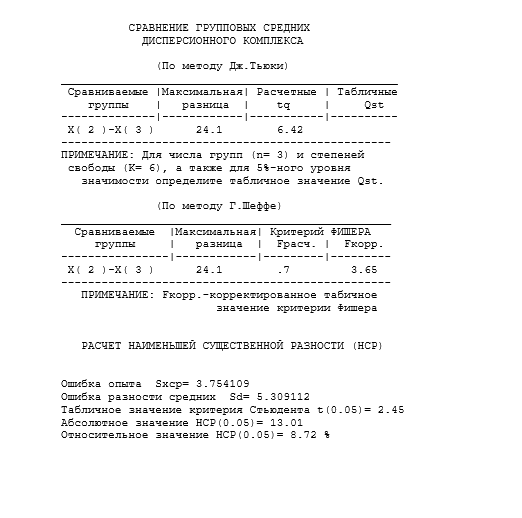 СРАВНЕНИЕ ГРУППОВЫХ СРЕДНИХ
ДИСПЕРСИОННОГО КОМПЛЕКСА
(По методу Дж.Тьюки)
Сравниваемые |Максимальная| Расчетные | Табличные
группы | разница | tq | Qst
---------------|------------|-----------|----------
X( 2 )-X( 3 ) 24.1 6.42
-------------------------------------------------
ПРИМЕЧАНИЕ: Для числа групп (n= 3) и степеней
свободы (K= 6), а также для 5%-ного уровня
значимости определите табличное значение Qst.
(По методу Г.Шеффе)
Сравниваемые |Максимальная| Критерий ФИШЕРА
группы | разница | Fрасч. | Fкорр.
----------------|------------|---------|---------
X( 2 )-X( 3 ) 24.1 .7 3.65
-------------------------------------------------
ПРИМЕЧАНИЕ: Fкорр.-корректированное табичное
значение критерии Фишера
РАСЧЕТ НАИМЕНЬШЕЙ СУЩЕСТВЕННОЙ РАЗНОСТИ (НСР)
Ошибка опыта Sxср= 3.754109
Ошибка разности средних Sd= 5.309112
Табличное значение критерия Стьюдента t(0.05)= 2.45
Абсолютное значение НСР(0.05)= 13.01
Относительное значение НСР(0.05)= 8.72 %